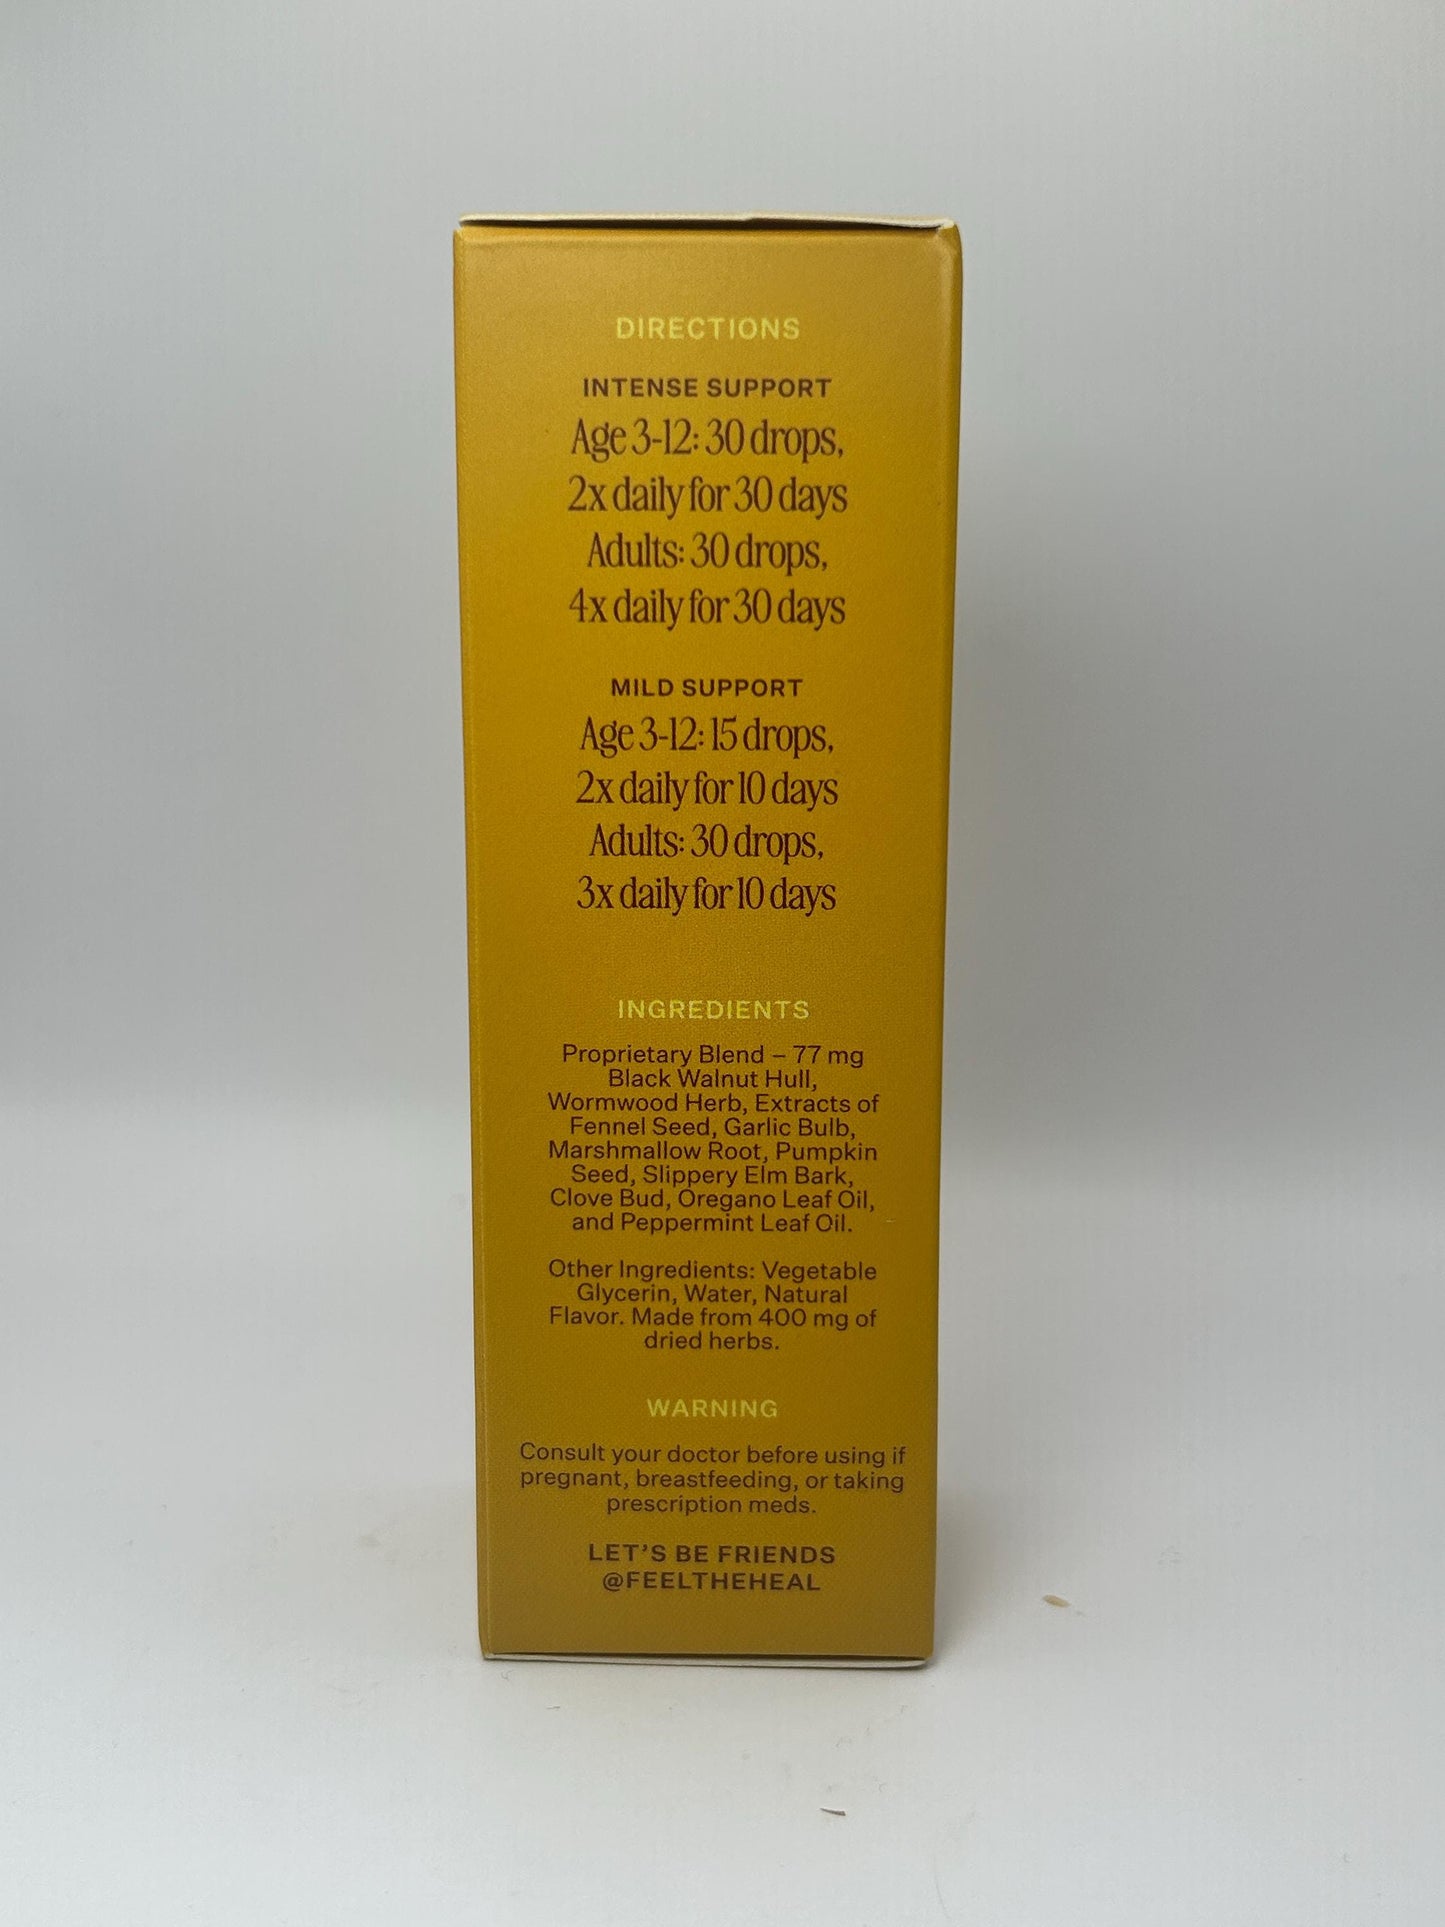 DIRECTIONS
INTENSE SUPPORT
Age 3-12: 30 drops,
2x daily for 30 days
Adults: 30 drops,
4x daily for 30 days
MILD SUPPORT
Age 3-12: 15 drops,
2x daily for 10 days
Adults: 30 drops,
3x daily for 10 days
INGREDIENTS
Proprietary Blend – 77 mg
Black Walnut Hull,
Wormwood Herb, Extracts of
Fennel Seed, Garlic Bulb,
Marshmallow Root, Pumpkin
Seed, Slippery Elm Bark,
Clove Bud, Oregano Leaf Oil,
and Peppermint Leaf Oil.
Other Ingredients: Vegetable
Glycerin, Water, Natural
Flavor. Made from 400 mg of
dried herbs.
WARNING
Consult your doctor before using if
pregnant, breastfeeding, or taking
prescription meds.
LET'S BE FRIENDS
@FEELTHEHEAL